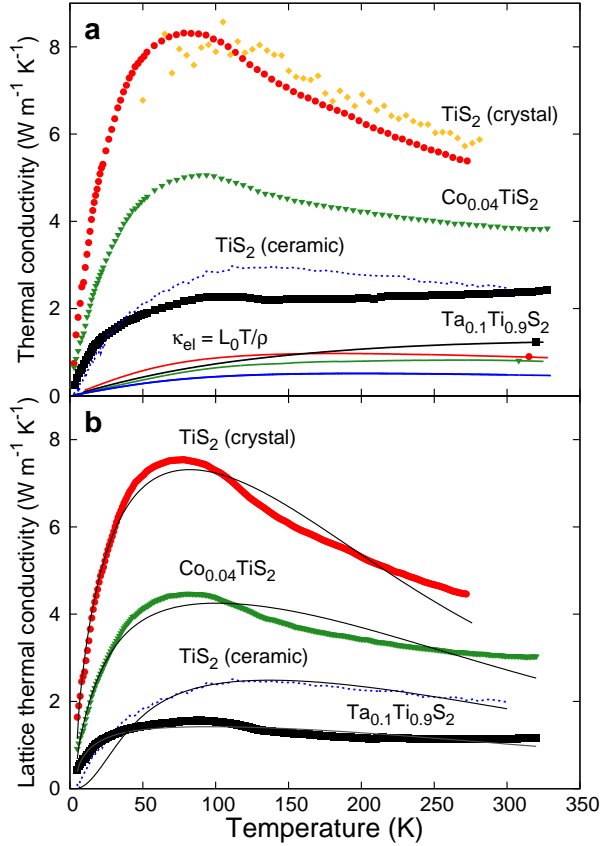 a
Thermal conductivity (W m⁻¹ K⁻¹)
8
6
4
2
0
TiS₂ (crystal)
Co₀.₀₄TiS₂
TiS₂ (ceramic)
Ta₀.₁Ti₀.₉S₂
κₑₗ = L₀T/ρ
b
Lattice thermal conductivity (W m⁻¹ K⁻¹)
8
6
4
2
0
TiS₂ (crystal)
Co₀.₀₄TiS₂
TiS₂ (ceramic)
Ta₀.₁Ti₀.₉S₂
0 50 100 150 200 250 300 350
Temperature (K)